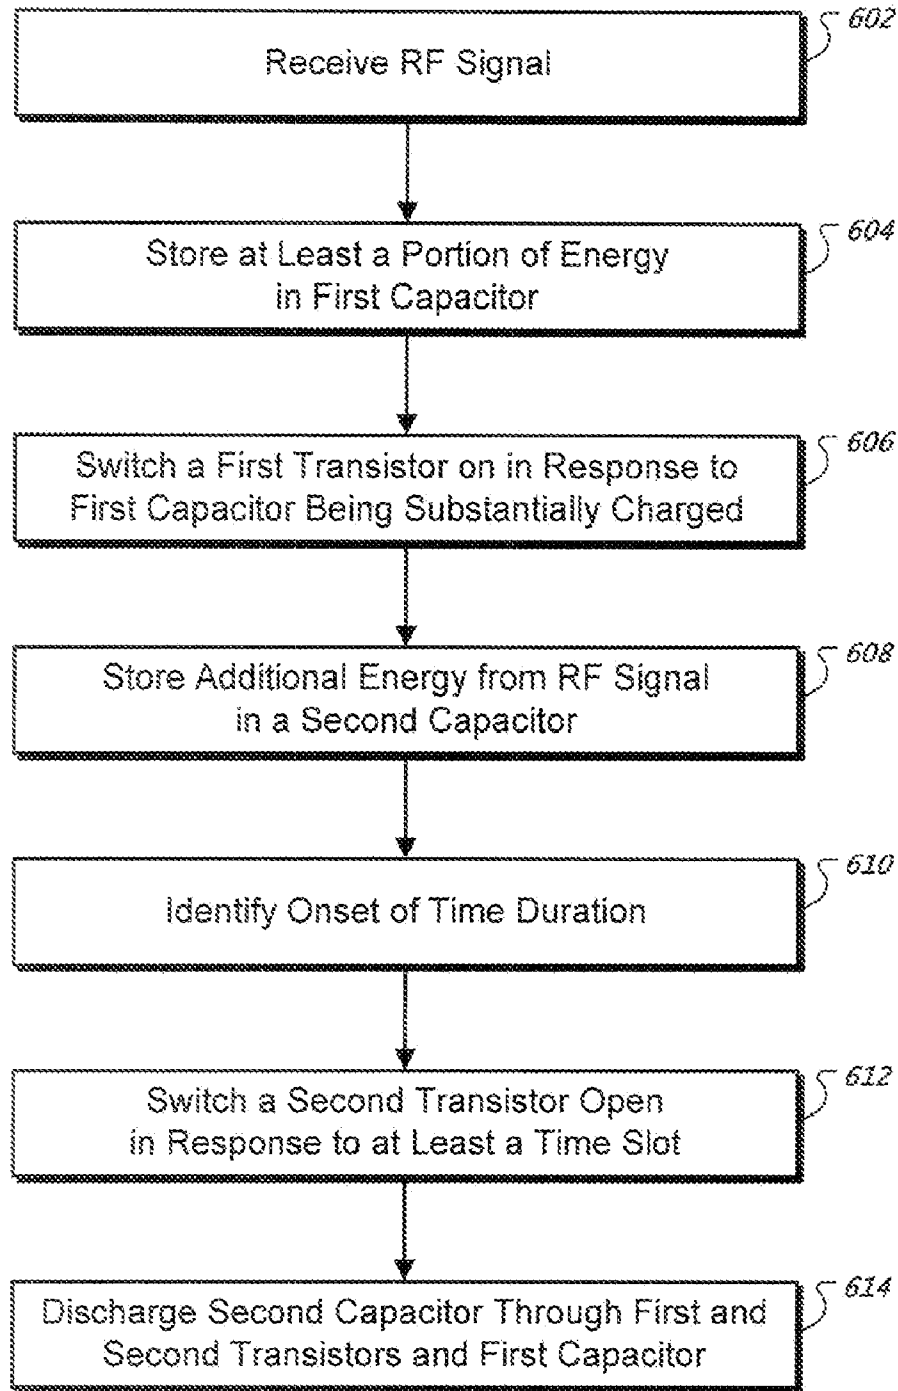 602
Receive RF Signal
604
Store at Least a Portion of Energy
in First Capacitor
606
Switch a First Transistor on in Response to
First Capacitor Being Substantially Charged
608
Store Additional Energy from RF Signal
in a Second Capacitor
610
Identify Onset of Time Duration
612
Switch a Second Transistor Open
in Response to at Least a Time Slot
614
Discharge Second Capacitor Through First and
Second Transistors and First Capacitor